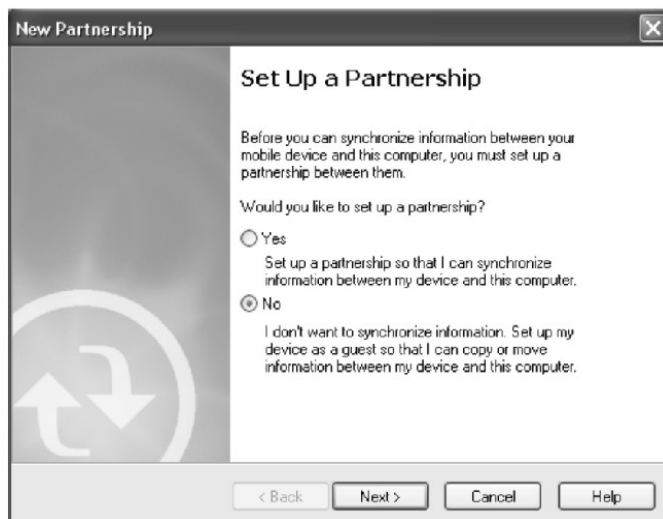 New Partnership
Set Up a Partnership
Before you can synchronize information between your
mobile device and this computer, you must set up a
partnership between them.
Would you like to set up a partnership?
Yes
Set up a partnership so that I can synchronize
information between my device and this computer.
No
I don't want to synchronize information. Set up my
device as a guest so that I can copy or move
information between my device and this computer.
< Back
Next >
Cancel
Help